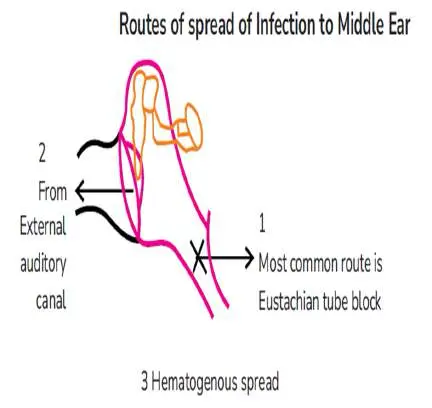 Routes of spread of Infection to Middle Ear
2
From
External
auditory
canal
1
Most common route is
Eustachian tube block
3 Hematogenous spread